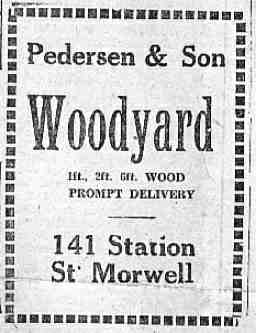 Pedersen & Son
Woodyard
1ft., 2ft. 6ft. WOOD
PROMPT DELIVERY
141 Station
St. Morwell